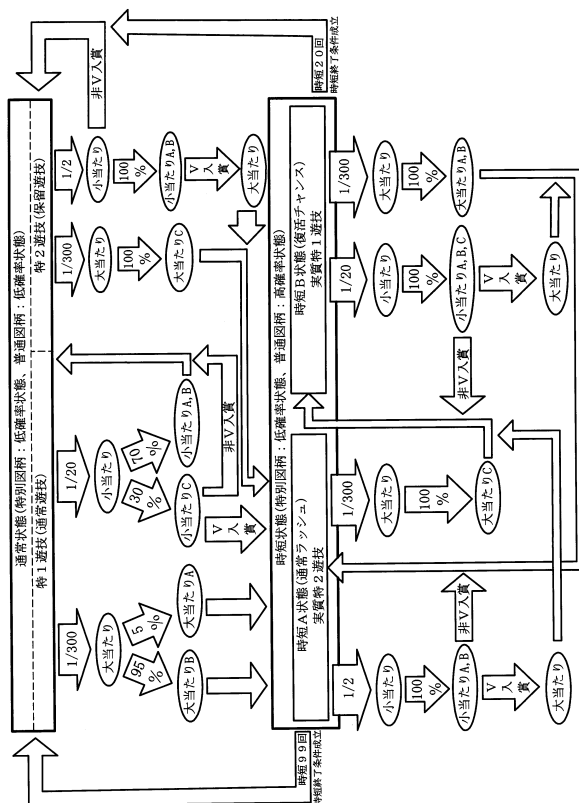 通常状態(特別図柄:低確率状態、普通図柄:低確率状態)
特1遊技(通常遊技)
特2遊技(保留遊技)
1/300
大当たり
95%
5%
大当たりB
大当たりA
1/20
小当たり
30%
70%
小当たりC
小当たりA,B
V入賞
非V入賞
1/300
大当たり
100%
大当たりC
1/2
小当たり
100%
小当たりA,B
V入賞
大当たり
非V入賞
時短99回
時短終了条件成立
時短20回
時短終了条件成立
時短状態(特別図柄:低確率状態、普通図柄:高確率状態)
時短A状態(通常ラッシュ)
実質特2遊技
時短B状態(復活チャンス)
実質特1遊技
1/2
小当たり
100%
小当たりA,B
V入賞
大当たり
非V入賞
1/300
大当たり
100%
大当たりC
1/20
小当たり
100%
小当たりA,B,C
V入賞
大当たり
非V入賞
1/300
大当たり
100%
大当たりA,B